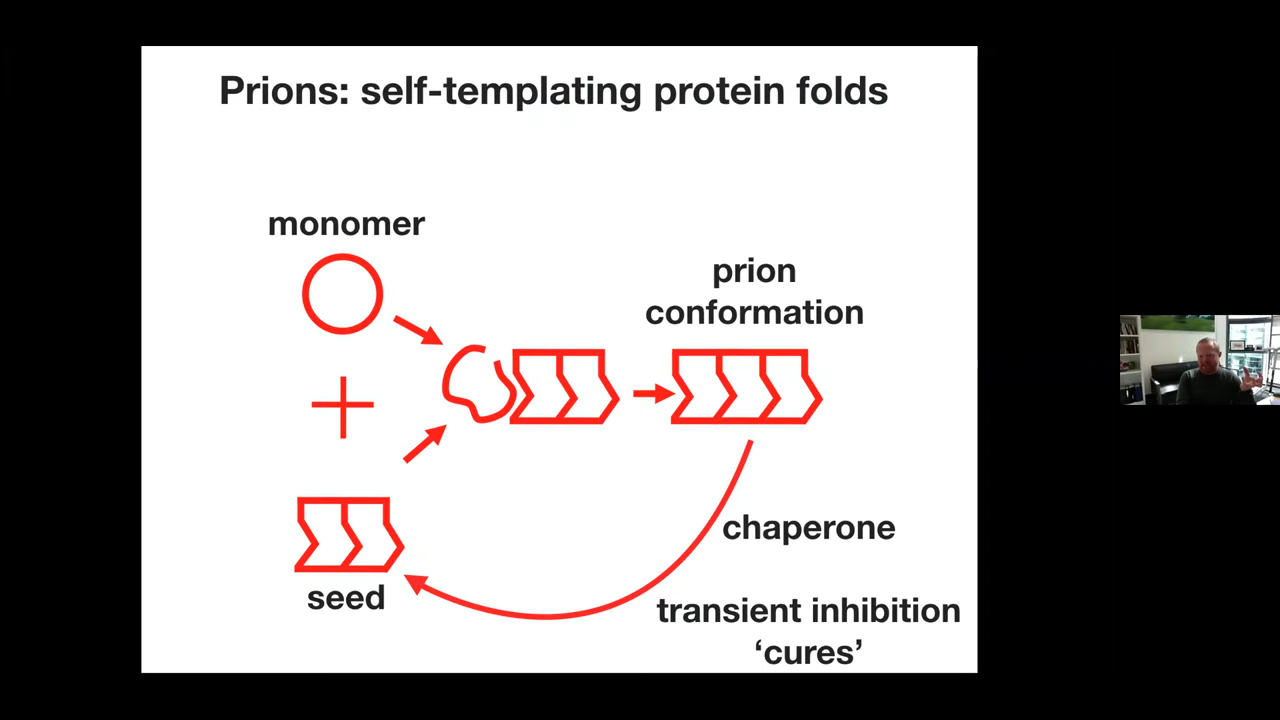 Prions: self-templating protein folds
monomer
prion
conformation
seed
chaperone
transient inhibition
‘cures’